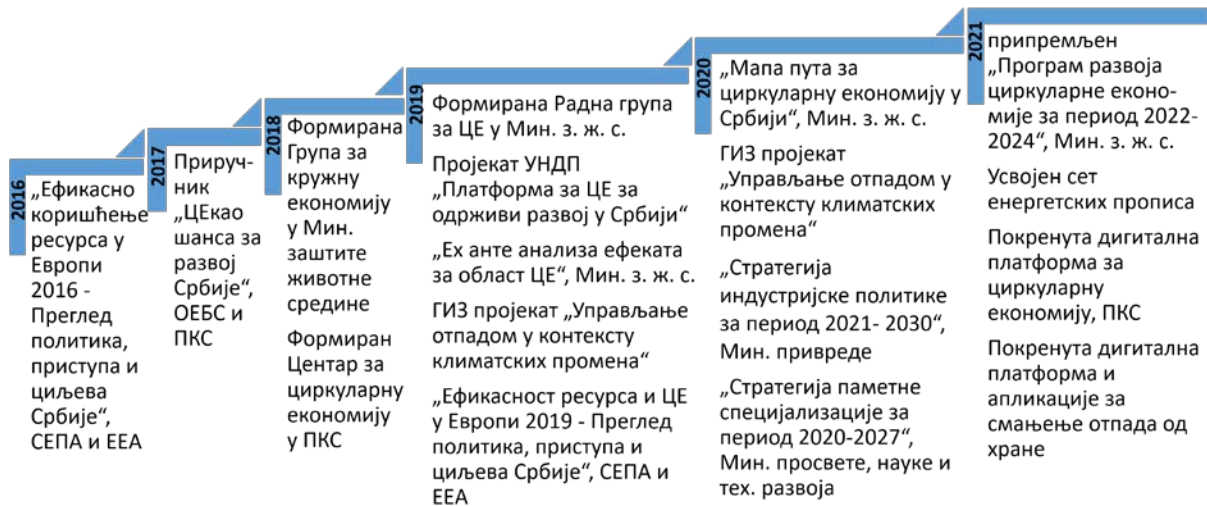 2016
„Ефикасно
коришћење
ресурса у
Европи
2016 -
Преглед
политика,
приступа и
циљева
Србије“,
СЕПА и ЕЕА
2017
Прируч-
ник
„ЦЕкао
шанса за
развој
Србије“,
ОЕБС и
ПКС
2018
Формирана
Група за
кружну
економију
у Мин.
заштите
животне
средине
Формиран
Центар за
циркуларну
економију
у ПКС
2019
Формирана Радна група
за ЦЕ у Мин. з. ж. с.
Пројекат УНДП
„Платформа за ЦЕ за
одрживи развој у Србији“
„Ex анте анализа ефеката
за област ЦЕ“, Мин. з. ж. с.
ГИЗ пројекат „Управљање
отпадом у контексту
климатских промена“
„Ефикасност ресурса и ЦЕ
у Европи 2019 - Преглед
политика, приступа и
циљева Србије“, СЕПА и
ЕЕА
2020
„Мапа пута за
циркуларну економију у
Србији“, Мин. з. ж. с.
ГИЗ пројекат
„Управљање отпадом у
контексту климатских
промена“
„Стратегија
индустријске политике
за период 2021- 2030“,
Мин. привреде
„Стратегија паметне
специјализације за
период 2020-2027“,
Мин. просвете, науке и
тех. развоја
2021
припремљен
„Програм развоја
циркуларне еконо-
мије за период 2022-
2024“, Мин. з. ж. с.
Усвојен сет
енергетских прописа
Покренута дигитална
платформа за
циркуларну
економију, ПКС
Покренута дигитална
платформа и
апликације за
смањење отпада од
хране